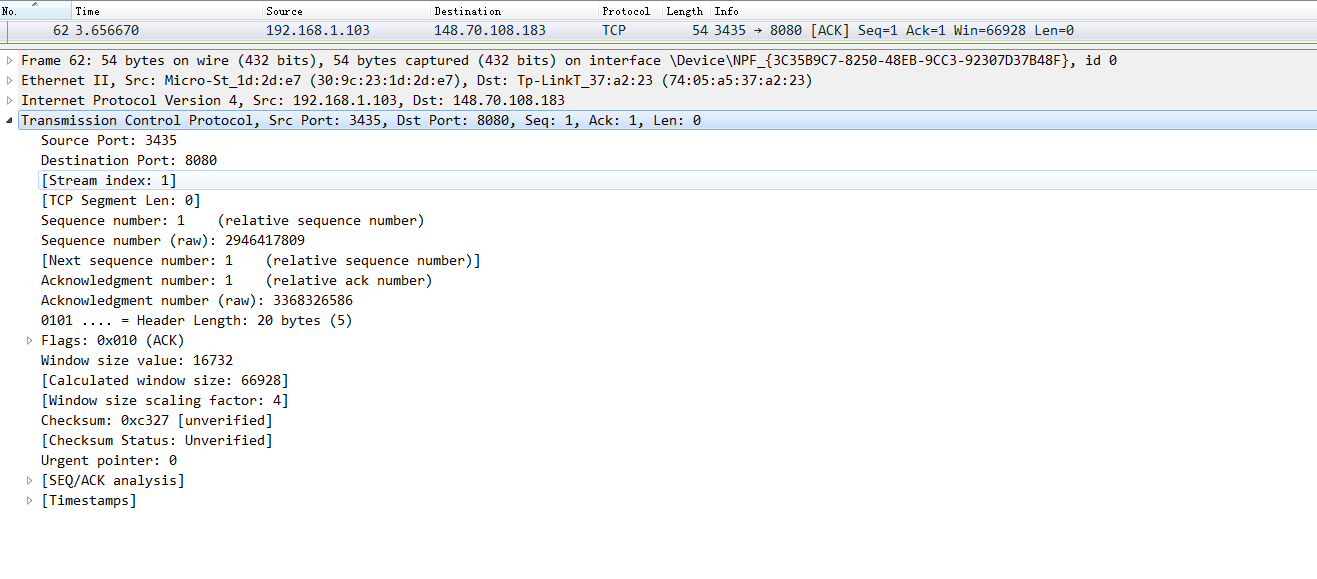 No. Time Source Destination Protocol Length Info
62 3.656670 192.168.1.103 148.70.108.183 TCP 54 3435 → 8080 [ACK] Seq=1 Ack=1 Win=66928 Len=0
Frame 62: 54 bytes on wire (432 bits), 54 bytes captured (432 bits) on interface \Device\NPF_{3C35B9C7-8250-48EB-9CC3-92307D37B48F}, id 0
Ethernet II, Src: Micro-St_1d:2d:e7 (30:9c:23:1d:2d:e7), Dst: Tp-LinkT_37:a2:23 (74:05:a5:37:a2:23)
Internet Protocol Version 4, Src: 192.168.1.103, Dst: 148.70.108.183
Transmission Control Protocol, Src Port: 3435, Dst Port: 8080, Seq: 1, Ack: 1, Len: 0
Source Port: 3435
Destination Port: 8080
[Stream index: 1]
[TCP Segment Len: 0]
Sequence number: 1    (relative sequence number)
Sequence number (raw): 2946417809
[Next sequence number: 1    (relative sequence number)]
Acknowledgment number: 1    (relative ack number)
Acknowledgment number (raw): 3368326586
0101 .... = Header Length: 20 bytes (5)
Flags: 0x010 (ACK)
Window size value: 16732
[Calculated window size: 66928]
[Window size scaling factor: 4]
Checksum: 0xc327 [unverified]
[Checksum Status: Unverified]
Urgent pointer: 0
[SEQ/ACK analysis]
[Timestamps]